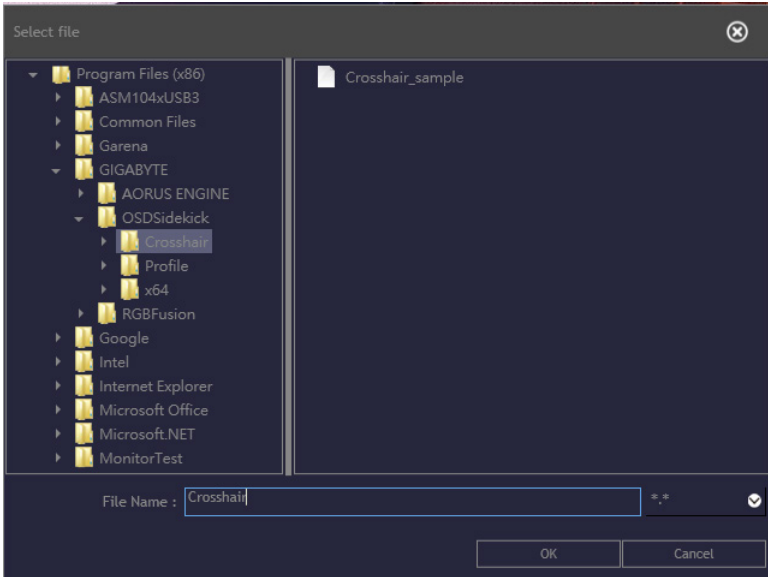 Select file
Program Files (x86)
ASM104xUSB3
Common Files
Garena
GIGABYTE
AORUS ENGINE
OSDSidekick
Crosshair
Profile
x64
RGBFusion
Google
Intel
Internet Explorer
Microsoft Office
Microsoft.NET
MonitorTest
Crosshair_sample
File Name : Crosshair *.*
OK Cancel